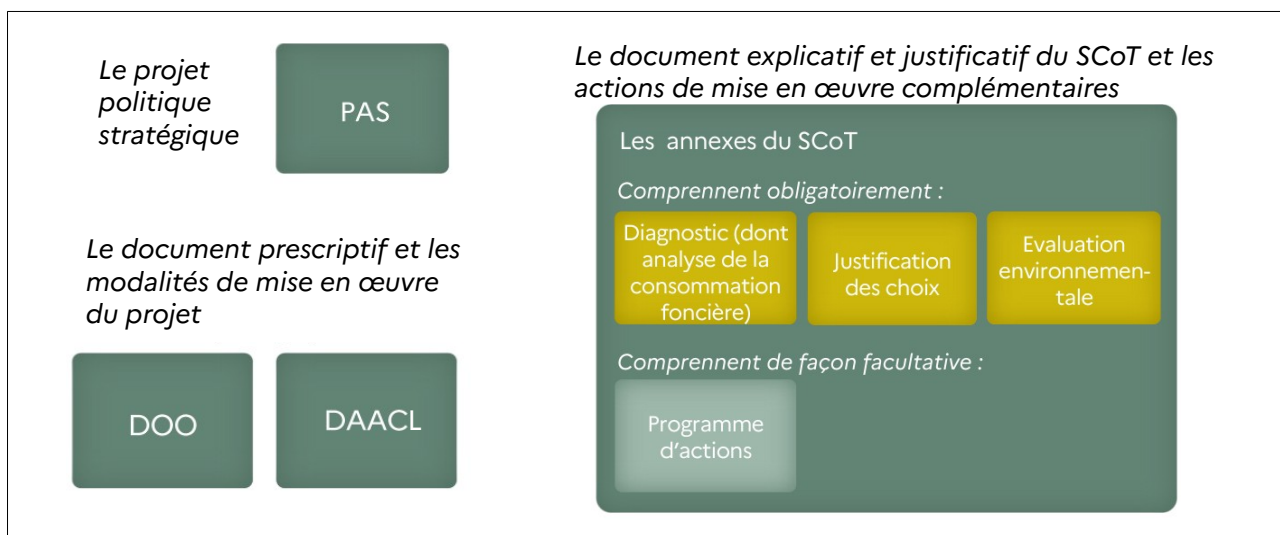 Le projet
politique
stratégique
PAS
Le document prescriptif et les
modalités de mise en œuvre
du projet
DOO
DAACL
Le document explicatif et justificatif du SCoT et les
actions de mise en œuvre complémentaires
Les annexes du SCoT
Comprennent obligatoirement :
Diagnostic (dont
analyse de la
consommation
foncière)
Justification
des choix
Evaluation
environnemen-
tale
Comprennent de façon facultative :
Programme
d'actions